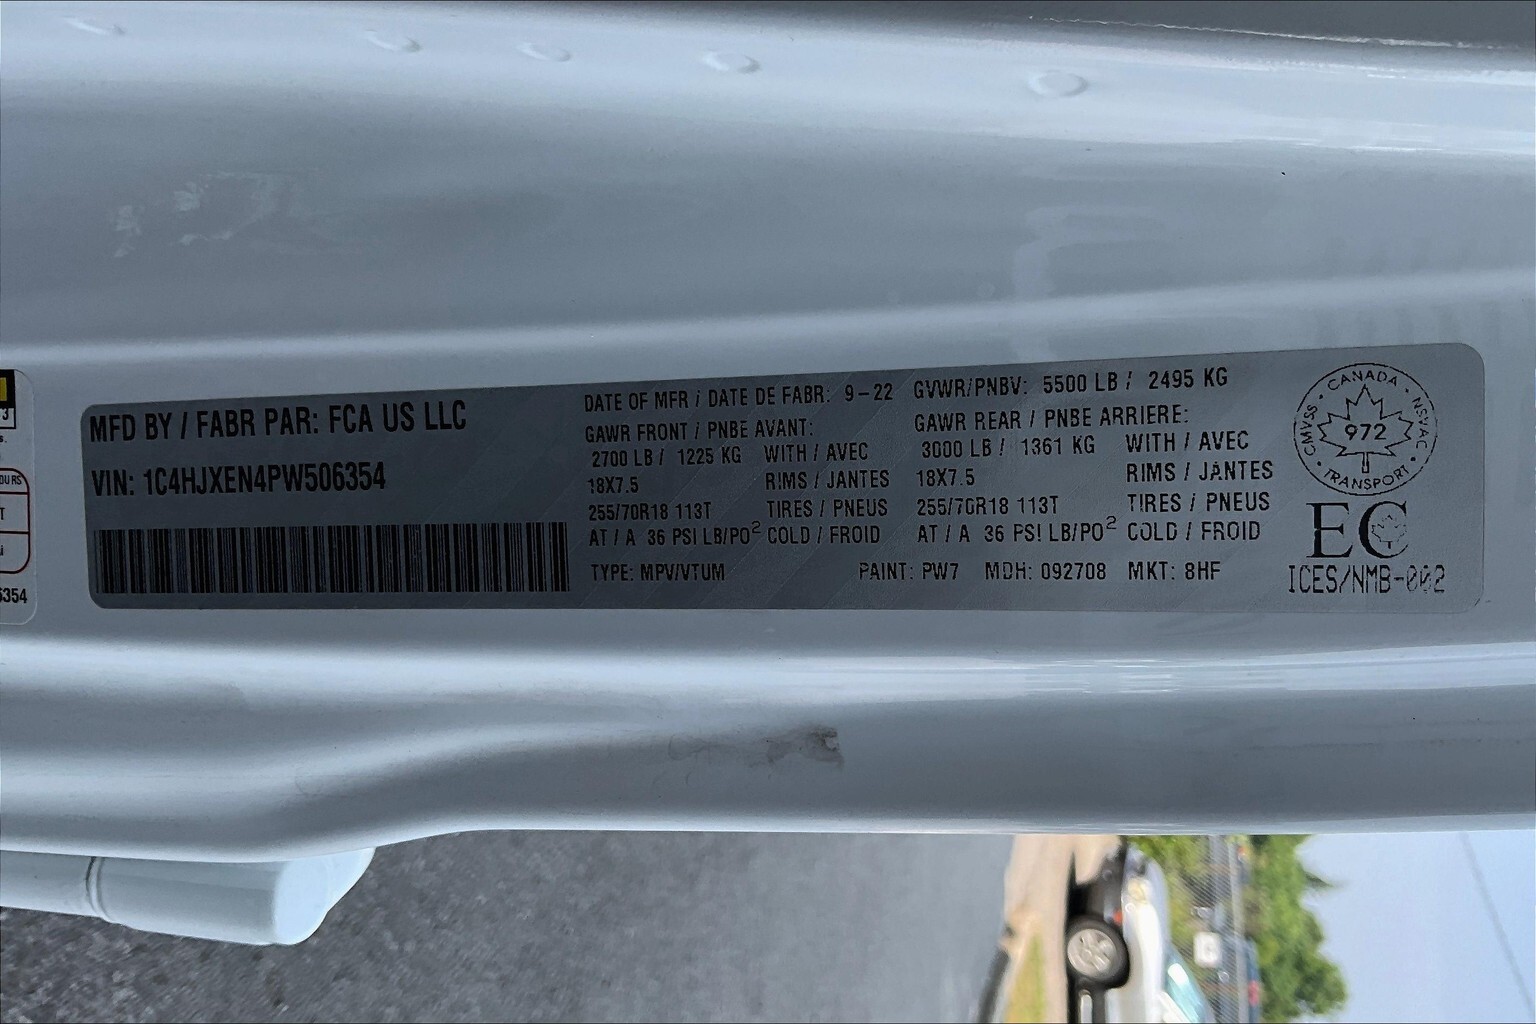 MFD BY / FABR PAR: FCA US LLC
VIN: 1C4HJXEN4PW506354
DATE OF MFR / DATE DE FABR: 9-22
GAWR FRONT / PNBE AVANT:
2700 LB / 1225 KG WITH / AVEC
18X7.5 RIMS / JANTES
255/70R18 113T TIRES / PNEUS
AT / A 36 PSI LB/PO² COLD / FROID
TYPE: MPV/VTUM
GVWR/PNBV: 5500 LB / 2495 KG
GAWR REAR / PNBE ARRIERE:
3000 LB / 1361 KG WITH / AVEC
18X7.5 RIMS / JANTES
255/70R18 113T TIRES / PNEUS
AT / A 36 PSI LB/PO² COLD / FROID
PAINT: PW7 MDH: 092708 MKT: 8HF
CANADA
CMVSS · NSVAC
972
TRANSPORT
EC
ICES/NMB-002
3
5354